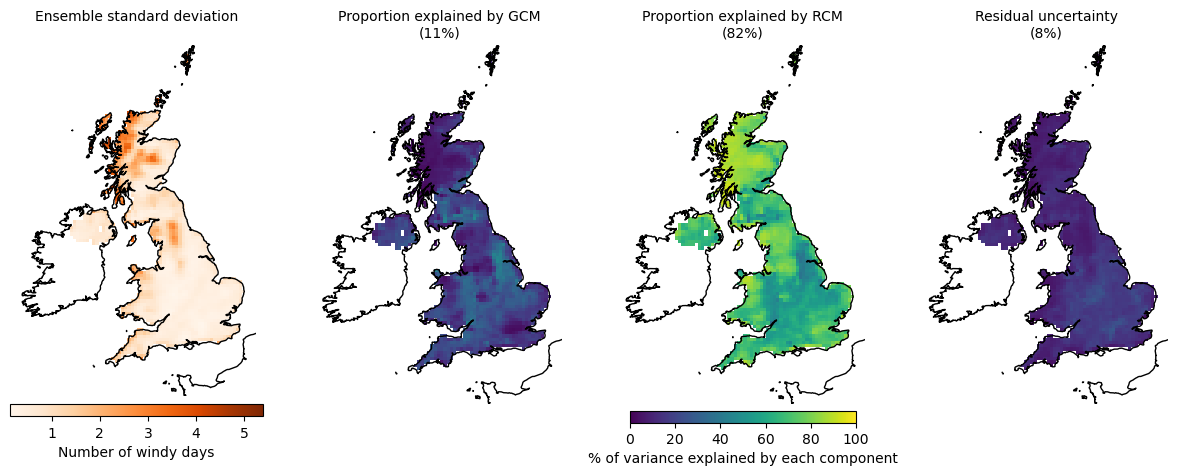 Ensemble standard deviation
Proportion explained by GCM
(11%)
Proportion explained by RCM
(82%)
Residual uncertainty
(8%)
1 2 3 4 5
Number of windy days
0 20 40 60 80 100
% of variance explained by each component